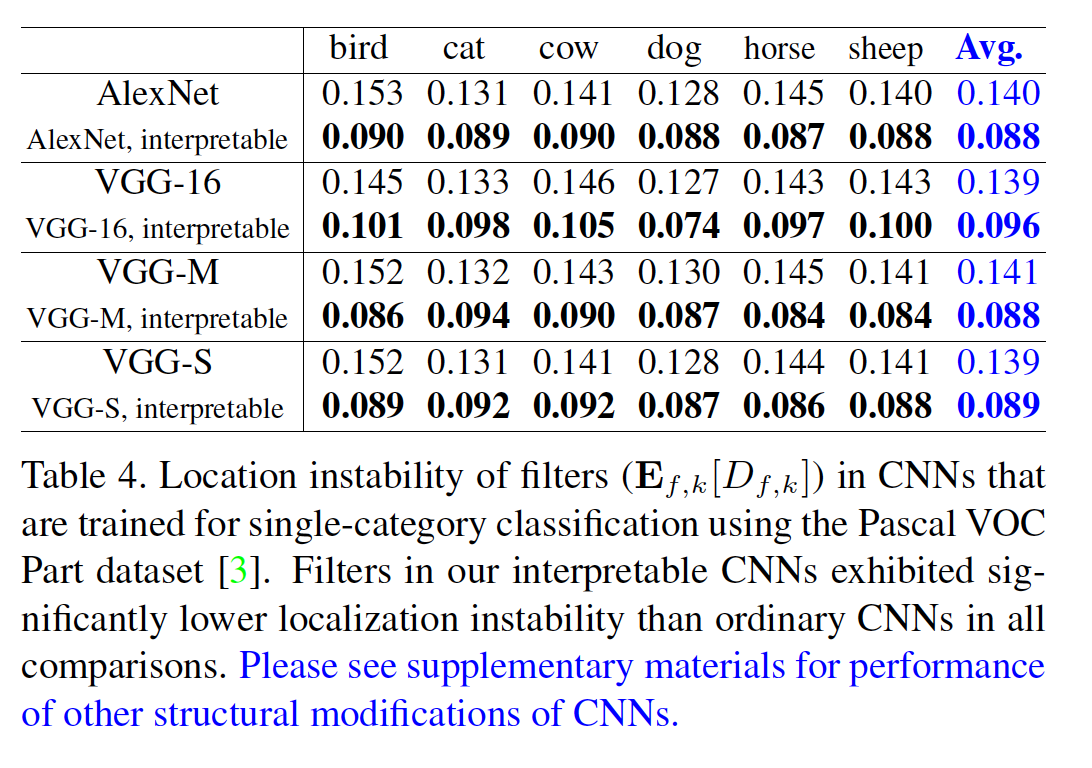 bird cat cow dog horse sheep Avg.
AlexNet 0.153 0.131 0.141 0.128 0.145 0.140 0.140
AlexNet, interpretable 0.090 0.089 0.090 0.088 0.087 0.088 0.088
VGG-16 0.145 0.133 0.146 0.127 0.143 0.143 0.139
VGG-16, interpretable 0.101 0.098 0.105 0.074 0.097 0.100 0.096
VGG-M 0.152 0.132 0.143 0.130 0.145 0.141 0.141
VGG-M, interpretable 0.086 0.094 0.090 0.087 0.084 0.084 0.088
VGG-S 0.152 0.131 0.141 0.128 0.144 0.141 0.139
VGG-S, interpretable 0.089 0.092 0.092 0.087 0.086 0.088 0.089
Table 4. Location instability of filters (E_{f,k}[D_{f,k}]) in CNNs that
are trained for single-category classification using the Pascal VOC
Part dataset [3]. Filters in our interpretable CNNs exhibited sig-
nificantly lower localization instability than ordinary CNNs in all
comparisons. Please see supplementary materials for performance
of other structural modifications of CNNs.